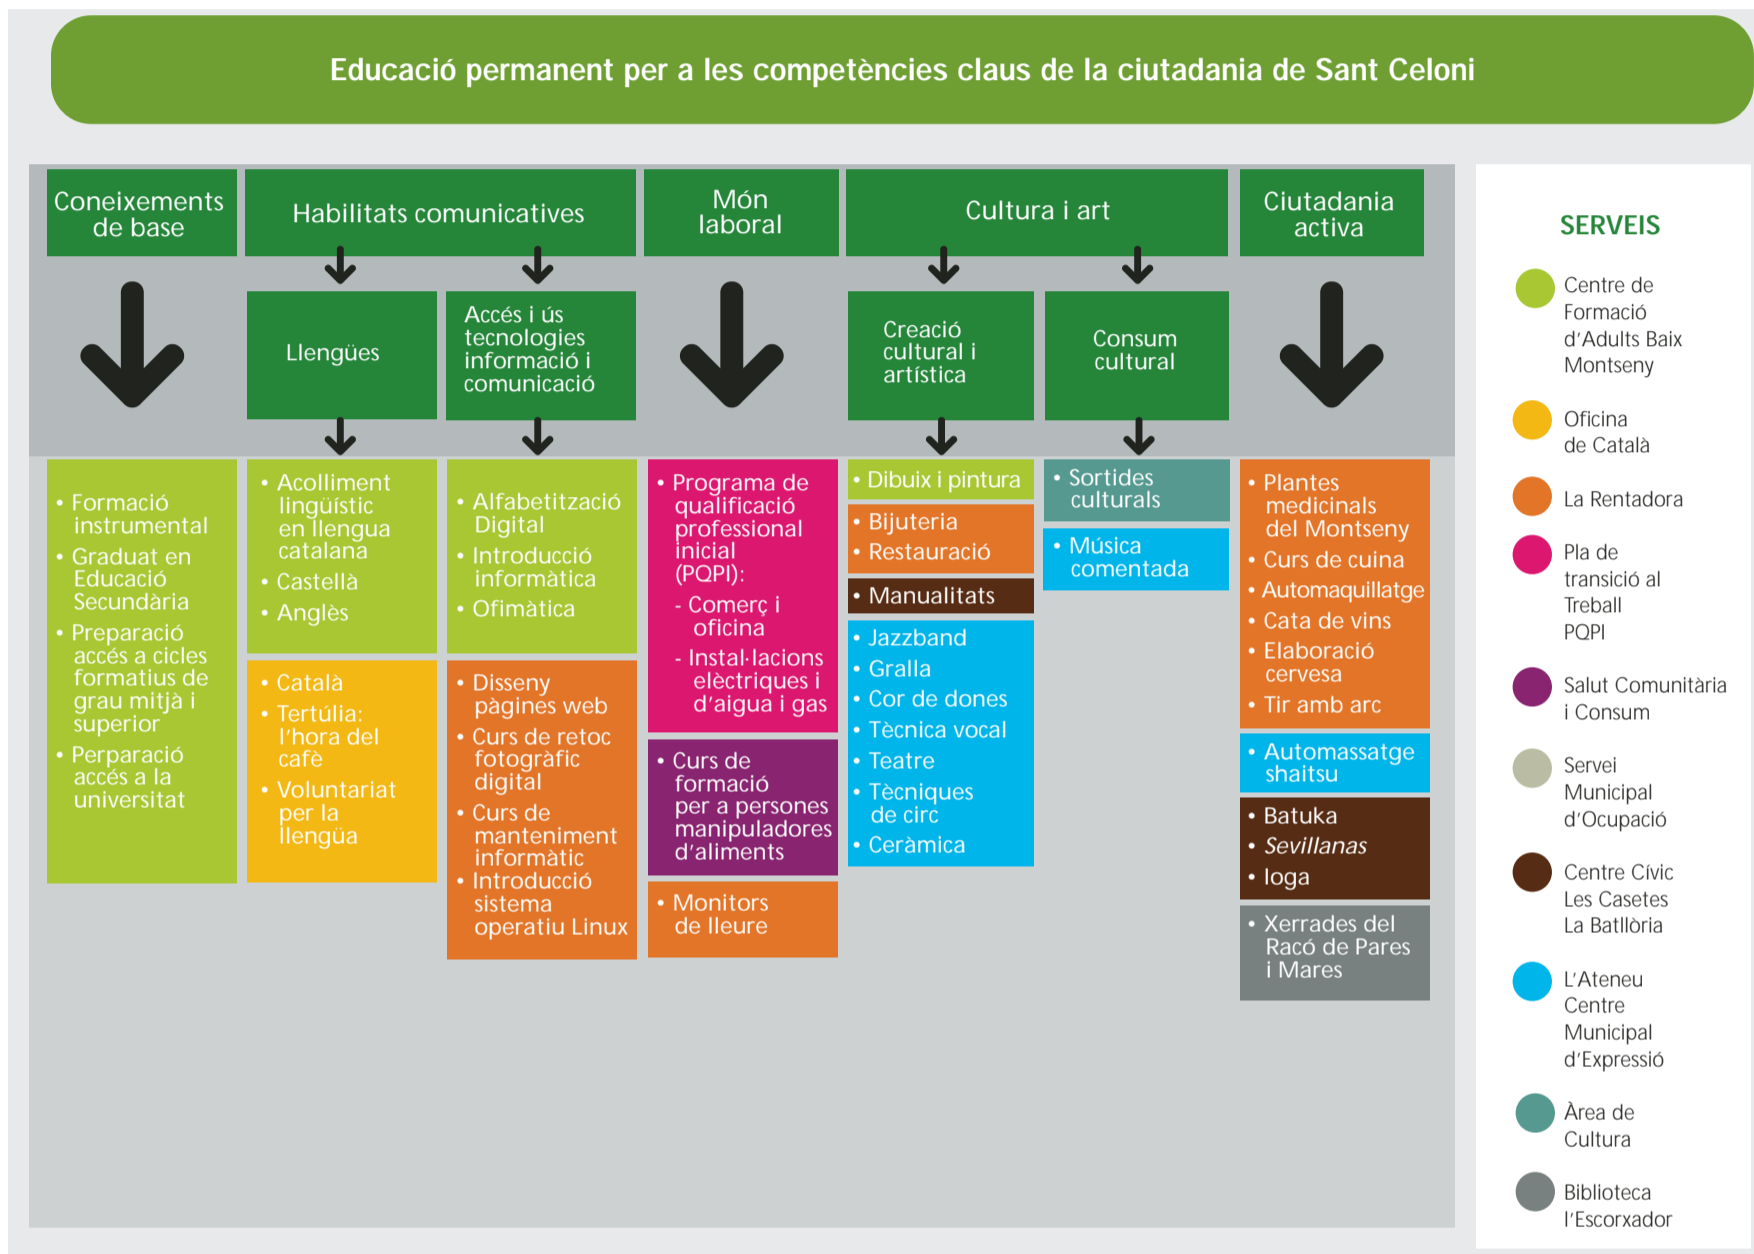 Educació permanent per a les competències claus de la ciutadania de Sant Celoni
Coneixements
de base
Habilitats comunicatives
Món
laboral
Cultura i art
Ciutadania
activa
Llengües
Accés i ús
tecnologies
informació i
comunicació
Creació
cultural i
artística
Consum
cultural
• Formació
instrumental
• Graduat en
Educació
Secundària
• Preparació
accés a cicles
formatius de
grau mitjà i
superior
• Perparació
accés a la
universitat
• Acolliment
lingüístic
en llengua
catalana
• Castellà
• Anglès
• Català
• Tertúlia:
l'hora del
cafè
• Voluntariat
per la
llengüa
• Alfabetització
Digital
• Introducció
informàtica
• Ofimàtica
• Disseny
pàgines web
• Curs de retoc
fotogràfic
digital
• Curs de
manteniment
informàtic
• Introducció
sistema
operatiu Linux
• Programa de
qualificació
professional
inicial
(PQPI):
- Comerç i
oficina
- Instal·lacions
elèctriques i
d'aigua i gas
• Curs de
formació
per a persones
manipuladores
d'aliments
• Monitors
de lleure
• Dibuix i pintura
• Bijuteria
• Restauració
• Manualitats
• Jazzband
• Gralla
• Cor de dones
• Tècnica vocal
• Teatre
• Tècniques
de circ
• Ceràmica
• Sortides
culturals
• Música
comentada
• Plantes
medicinals
del Montseny
• Curs de cuina
• Automaquillatge
• Cata de vins
• Elaboració
cervesa
• Tir amb arc
• Automassatge
shaitsu
• Batuka
• Sevillanas
• Ioga
• Xerrades del
Racó de Pares
i Mares
SERVEIS
Centre de
Formació
d'Adults Baix
Montseny
Oficina
de Català
La Rentadora
Pla de
transició al
Treball
PQPI
Salut Comunitària
i Consum
Servei
Municipal
d'Ocupació
Centre Cívic
Les Casetes
La Batllòria
L'Ateneu
Centre
Municipal
d'Expressió
Àrea de
Cultura
Biblioteca
l'Escorxador